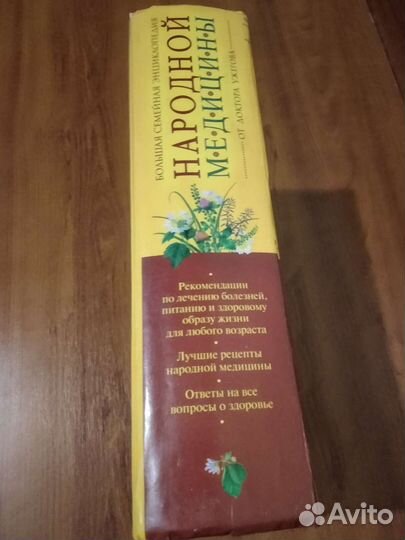 БОЛЬШАЯ СЕМЕЙНАЯ ЭНЦИКЛОПЕДИЯ
НАРОДНОЙ
М•Е•Д•И•Ц•И•Н•Ы
ОТ ДОКТОРА УЖЕГОВА
•
Рекомендации
по лечению болезней,
питанию и здоровому
образу жизни
для любого возраста
•
Лучшие рецепты
народной медицины
•
Ответы на все
вопросы о здоровье
•
Avito